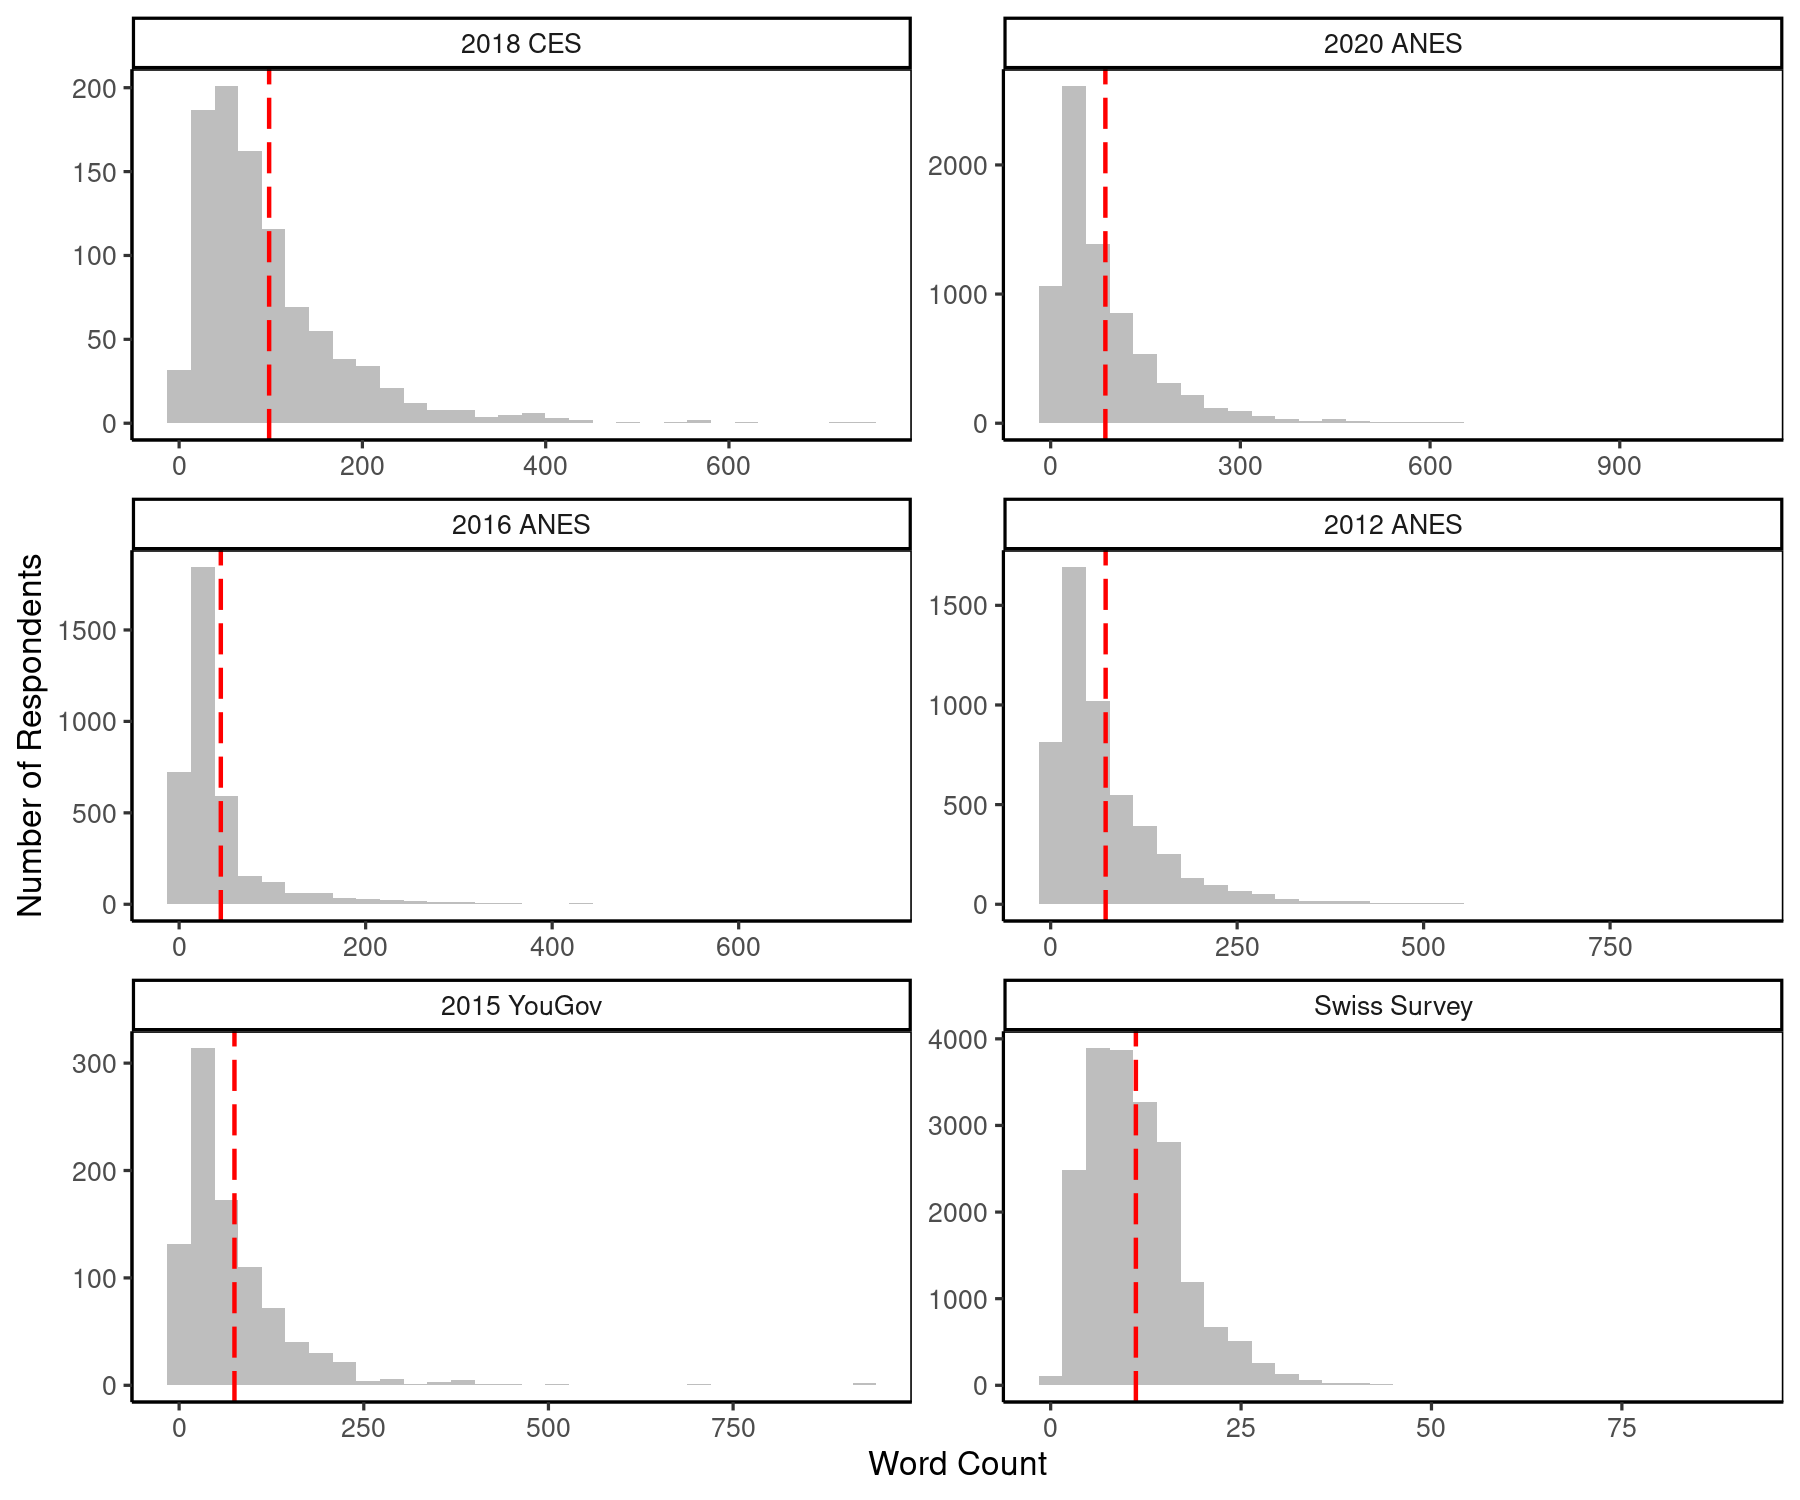 2018 CES
2020 ANES
200
150
100
50
0
0 200 400 600
2000
1000
0
0 300 600 900
2016 ANES
2012 ANES
1500
1000
500
0
0 200 400 600
1500
1000
500
0
0 250 500 750
2015 YouGov
Swiss Survey
300
200
100
0
0 250 500 750
4000
3000
2000
1000
0
0 25 50 75
Number of Respondents
Word Count